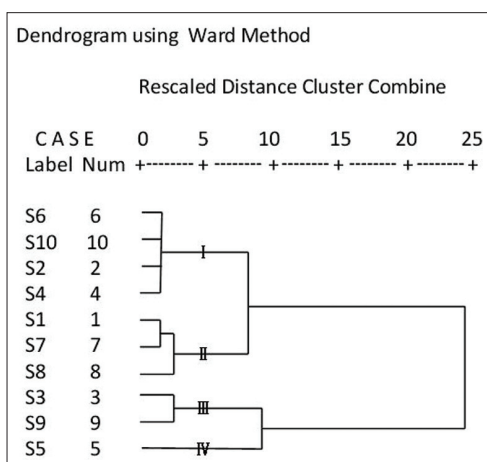 Dendrogram using Ward Method
Rescaled Distance Cluster Combine
C A S E 0 5 10 15 20 25
Label Num +-------- + -------- +-------- + -------- + -------- +
S6 6
S10 10
I
S2 2
S4 4
S1 1
S7 7
II
S8 8
S3 3
III
S9 9
S5 5 IV